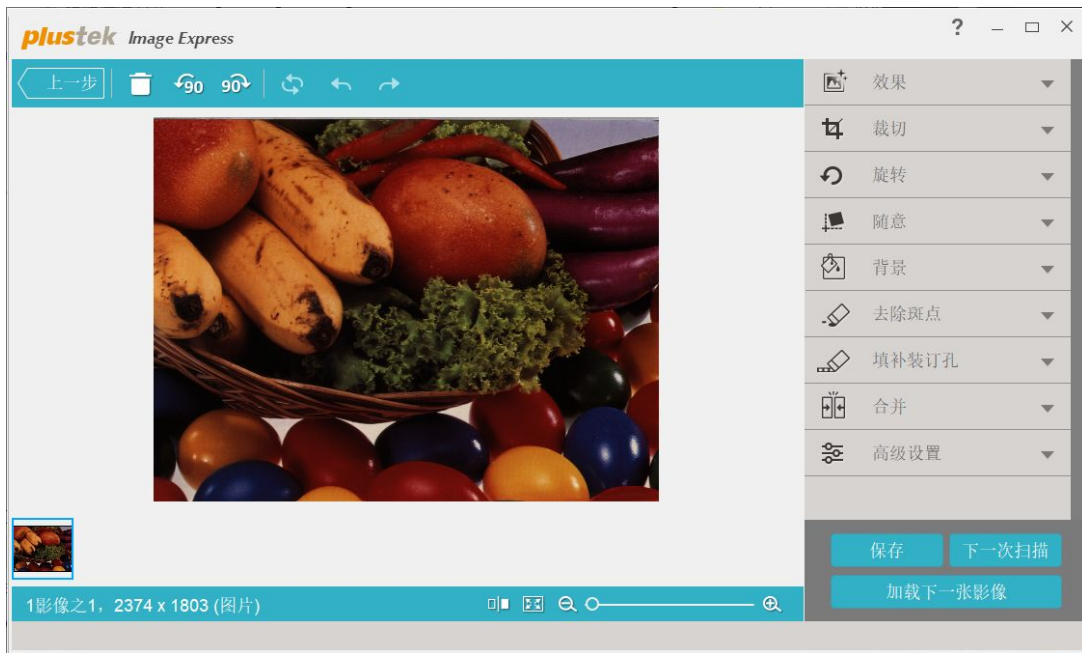 plustek Image Express
?
上一步
90 90
效果
裁切
旋转
随意
背景
去除斑点
填补装订孔
合并
高级设置
保存 下一次扫描
加载下一张影像
1影像之1，2374 x 1803 (图片)